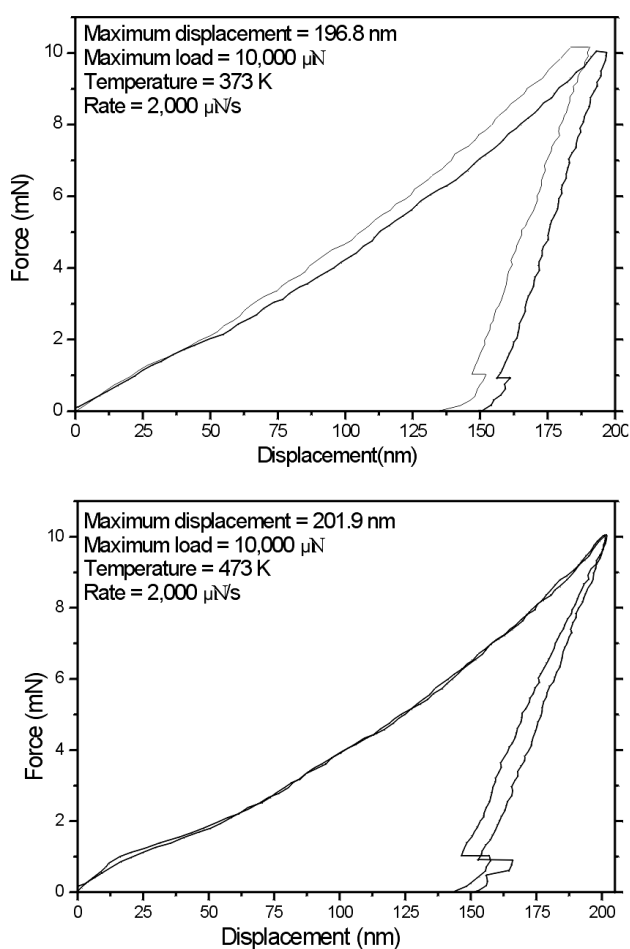 Maximum displacement = 196.8 nm
Maximum load = 10,000 µN
Temperature = 373 K
Rate = 2,000 µN/s
10
8
6
4
2
0
Force (mN)
0 25 50 75 100 125 150 175 200
Displacement(nm)
Maximum displacement = 201.9 nm
Maximum load = 10,000 µN
Temperature = 473 K
Rate = 2,000 µN/s
10
8
6
4
2
0
Force (mN)
0 25 50 75 100 125 150 175 200
Displacement (nm)